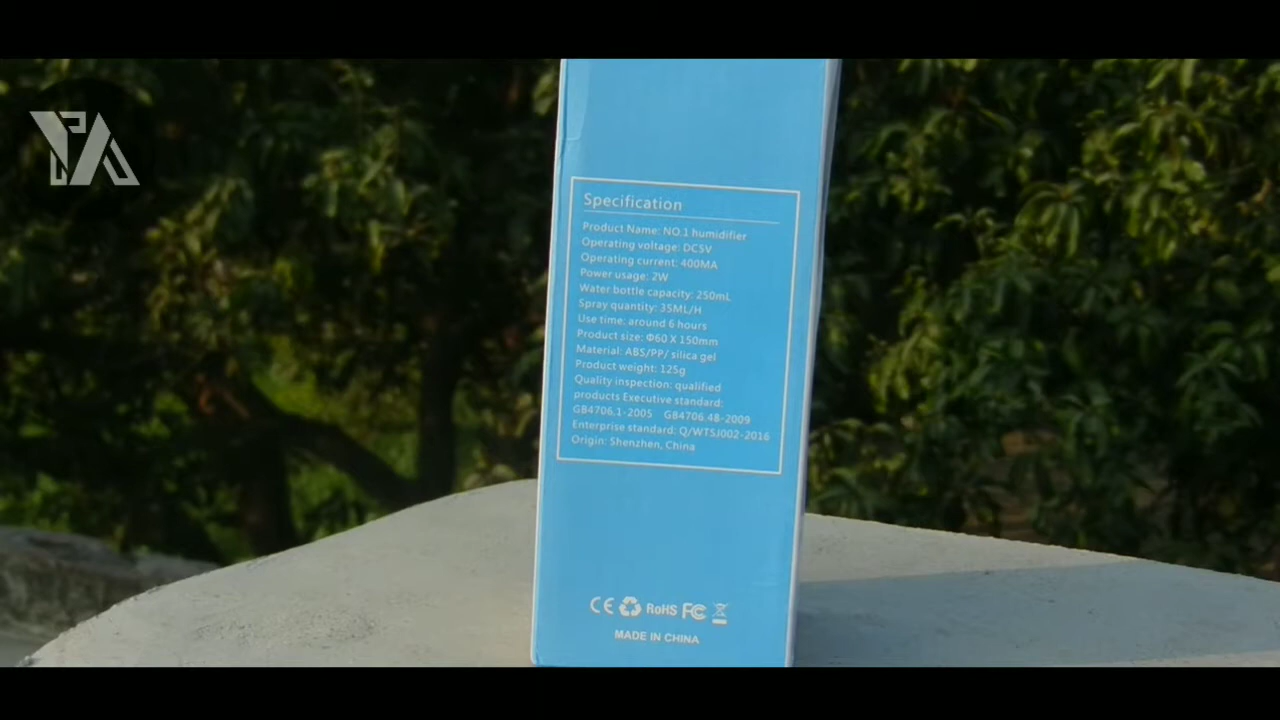 Specification
Product Name: NO.1 humidifier
Operating voltage: DC5V
Operating current: 400MA
Power usage: 2W
Water bottle capacity: 250mL
Spray quantity: 35ML/H
Use time: around 6 hours
Product size: Φ60 X 150mm
Material: ABS/PP/ silica gel
Product weight: 125g
Quality inspection: qualified
products Executive standard:
GB4706.1-2005 GB4706.48-2009
Enterprise standard: Q/WTSJ002-2016
Origin: Shenzhen, China
CE RoHS FC
MADE IN CHINA